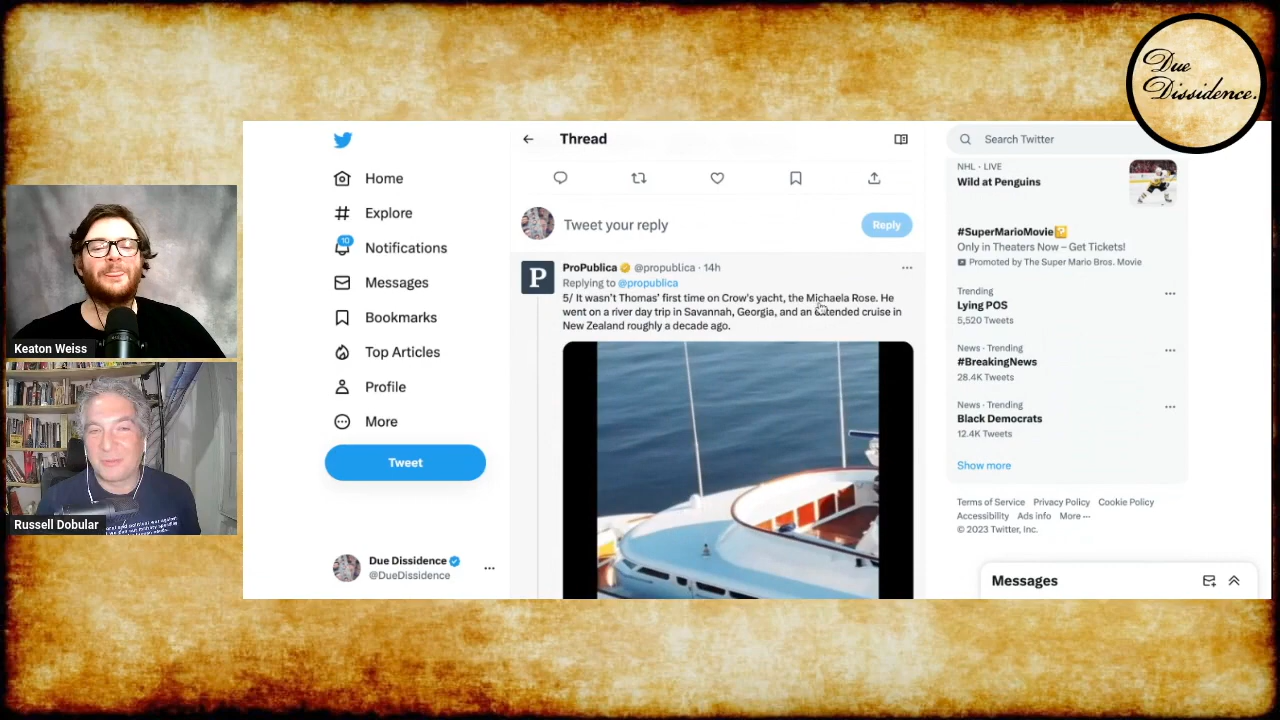 Due
Dissidence.
Keaton Weiss
Russell Dobular
Home
Explore
10
Notifications
Messages
Bookmarks
Top Articles
Profile
More
Tweet
Due Dissidence
@DueDissidence
Thread
Tweet your reply
Reply
P
ProPublica @propublica · 14h
Replying to @propublica
5/ It wasn't Thomas' first time on Crow's yacht, the Michaela Rose. He
went on a river day trip in Savannah, Georgia, and an extended cruise in
New Zealand roughly a decade ago.
Search Twitter
NHL · LIVE
Wild at Penguins
#SuperMarioMovie
Only in Theaters Now – Get Tickets!
Promoted by The Super Mario Bros. Movie
Trending
Lying POS
5,520 Tweets
News · Trending
#BreakingNews
28.4K Tweets
News · Trending
Black Democrats
12.4K Tweets
Show more
Terms of Service Privacy Policy Cookie Policy
Accessibility Ads info More ···
© 2023 Twitter, Inc.
Messages